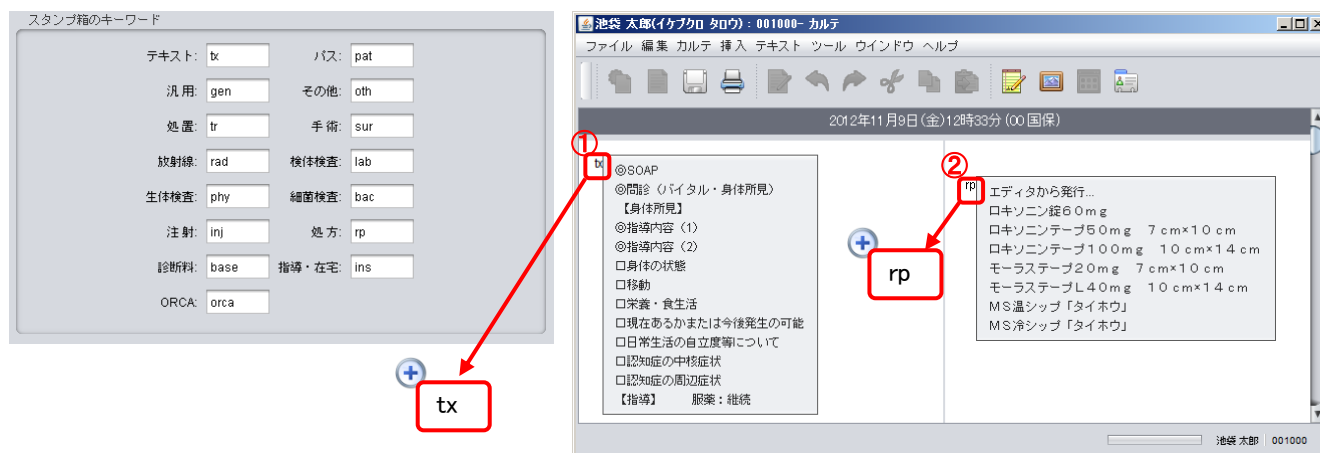 スタンプ箱のキーワード
テキスト: tx パス: pat
汎用: gen その他: oth
処置: tr 手術: sur
放射線: rad 検体検査: lab
生体検査: phy 細菌検査: bac
注射: inj 処方: rp
診断料: base 指導・在宅: ins
ORCA: orca
tx
池袋 太郎(イケブクロ タロウ) : 001000- カルテ
ファイル 編集 カルテ 挿入 テキスト ツール ウインドウ ヘルプ
2012年11月9日(金)12時33分 (00 国保)
①
tx
◎SOAP
◎問診（バイタル・身体所見）
【身体所見】
◎指導内容（1）
◎指導内容（2）
□身体の状態
□移動
□栄養・食生活
□現在あるかまたは今後発生の可能
□日常生活の自立度等について
□認知症の中核症状
□認知症の周辺症状
【指導】　　服薬：継続
②
rp
エディタから発行...
ロキソニン錠６０ｍｇ
ロキソニンテープ５０ｍｇ　７ｃｍ×１０ｃｍ
ロキソニンテープ１００ｍｇ　１０ｃｍ×１４ｃｍ
モーラステープ２０ｍｇ　７ｃｍ×１０ｃｍ
モーラステープＬ４０ｍｇ　１０ｃｍ×１４ｃｍ
ＭＳ温シップ「タイホウ」
ＭＳ冷シップ「タイホウ」
rp
池袋 太郎 001000